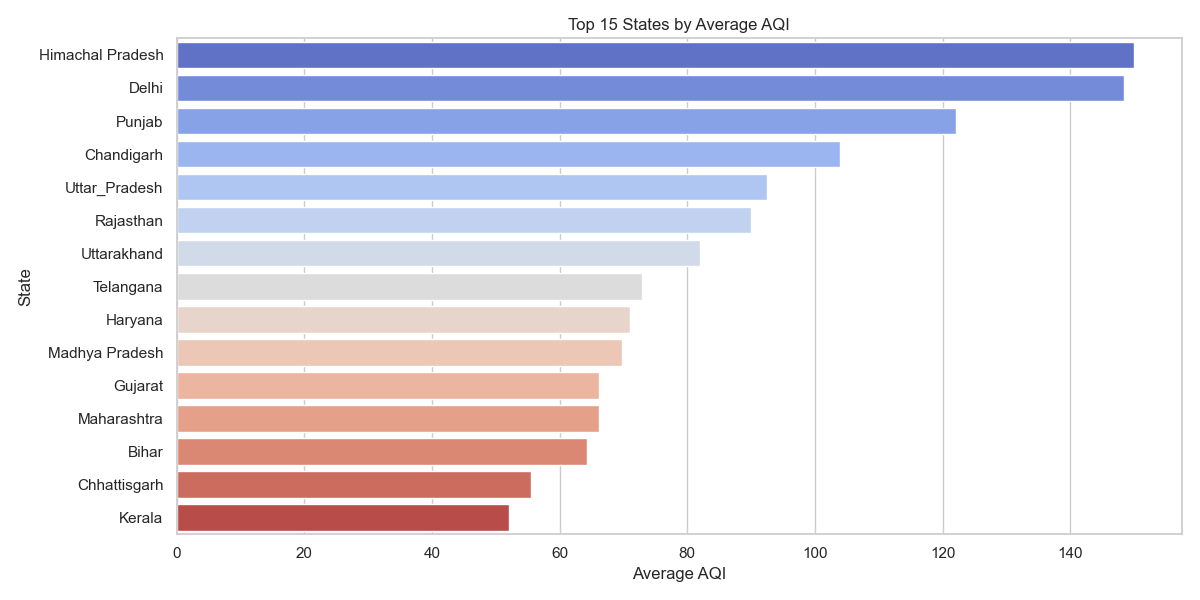 Top 15 States by Average AQI
Himachal Pradesh
Delhi
Punjab
Chandigarh
Uttar_Pradesh
Rajasthan
Uttarakhand
Telangana
Haryana
Madhya Pradesh
Gujarat
Maharashtra
Bihar
Chhattisgarh
Kerala
State
0 20 40 60 80 100 120 140
Average AQI